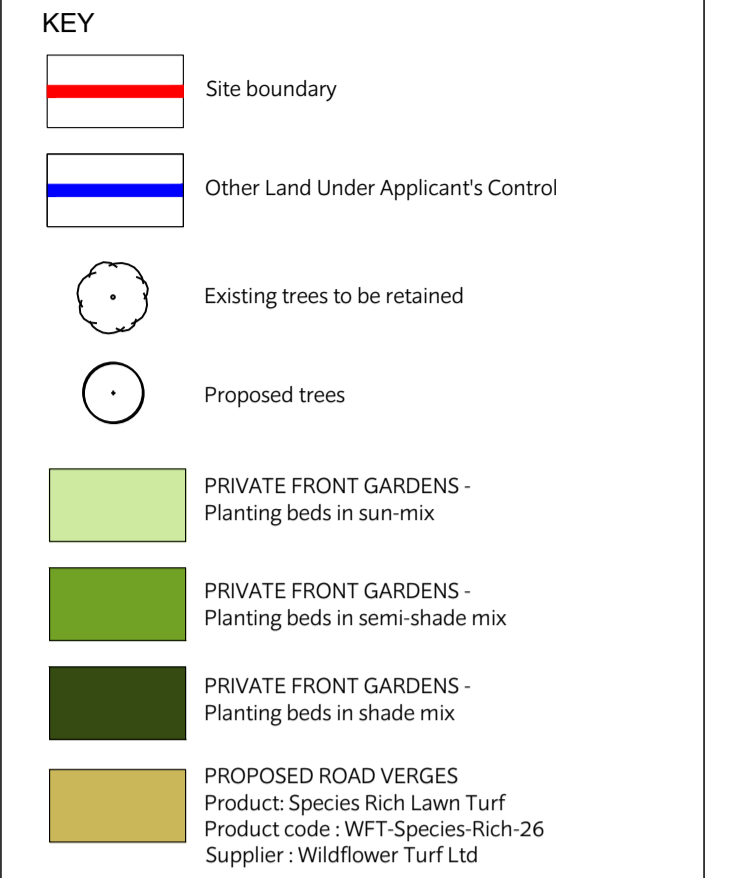 KEY
Site boundary
Other Land Under Applicant's Control
Existing trees to be retained
Proposed trees
PRIVATE FRONT GARDENS -
Planting beds in sun-mix
PRIVATE FRONT GARDENS -
Planting beds in semi-shade mix
PRIVATE FRONT GARDENS -
Planting beds in shade mix
PROPOSED ROAD VERGES
Product: Species Rich Lawn Turf
Product code : WFT-Species-Rich-26
Supplier : Wildflower Turf Ltd